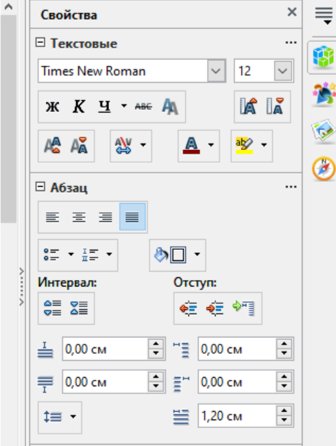 Свойства
Текстовые
Times New Roman 12
Ж К Ч ABC AA
Абзац
Интервал: Отступ:
0,00 см 0,00 см
0,00 см 0,00 см
1,20 см